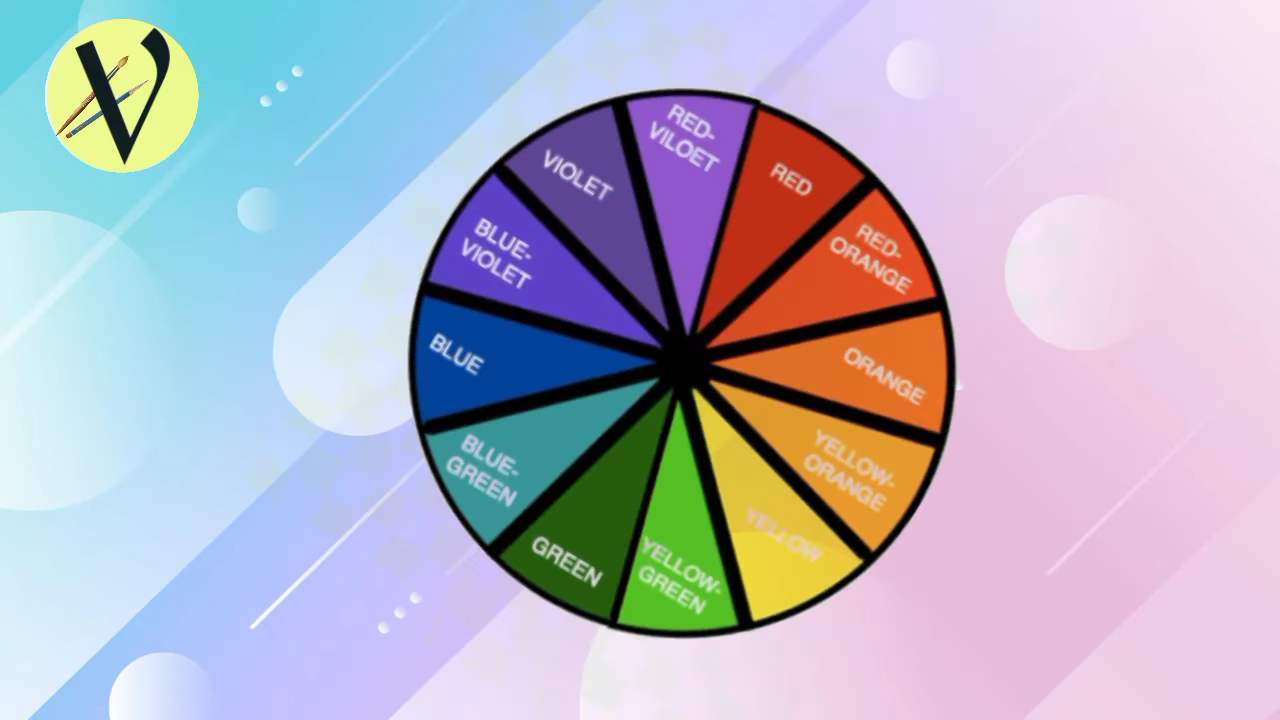 V
RED-
VILOET
RED
RED-
ORANGE
ORANGE
YELLOW-
ORANGE
YELLOW
YELLOW-
GREEN
GREEN
BLUE-
GREEN
BLUE
BLUE-
VIOLET
VIOLET